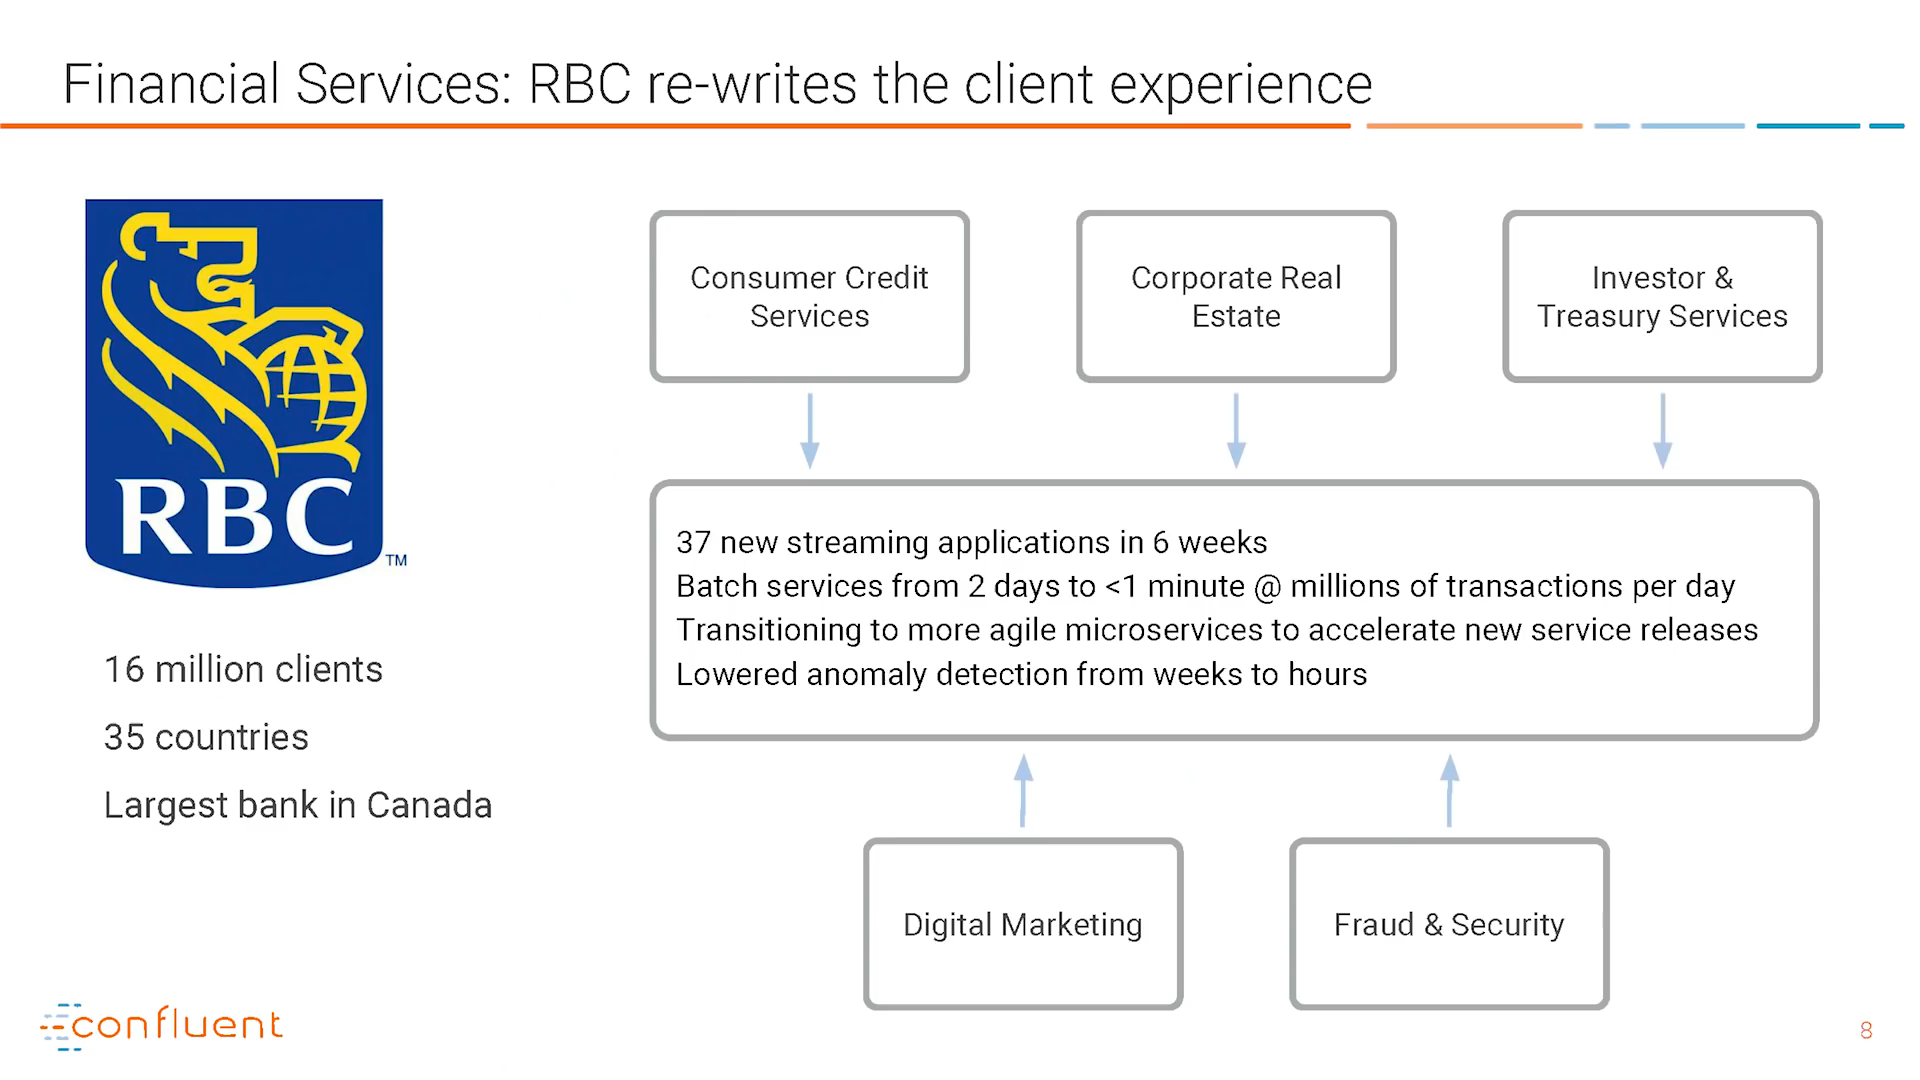 Financial Services: RBC re-writes the client experience
RBC
TM
16 million clients
35 countries
Largest bank in Canada
Consumer Credit
Services
Corporate Real
Estate
Investor &
Treasury Services
37 new streaming applications in 6 weeks
Batch services from 2 days to <1 minute @ millions of transactions per day
Transitioning to more agile microservices to accelerate new service releases
Lowered anomaly detection from weeks to hours
Digital Marketing
Fraud & Security
confluent
8